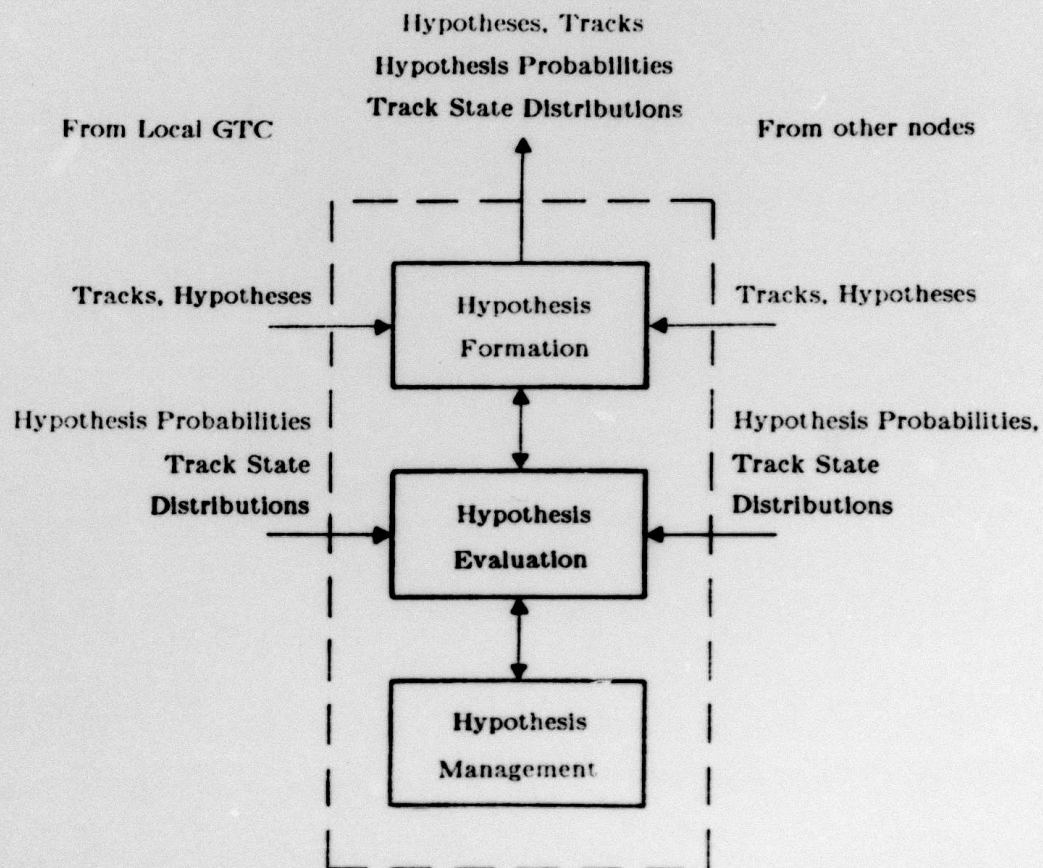 Hypotheses, Tracks
Hypothesis Probabilities
Track State Distributions
From Local GTC
From other nodes
Tracks, Hypotheses
Hypothesis
Formation
Tracks, Hypotheses
Hypothesis Probabilities
Track State
Distributions
Hypothesis
Evaluation
Hypothesis Probabilities,
Track State
Distributions
Hypothesis
Management